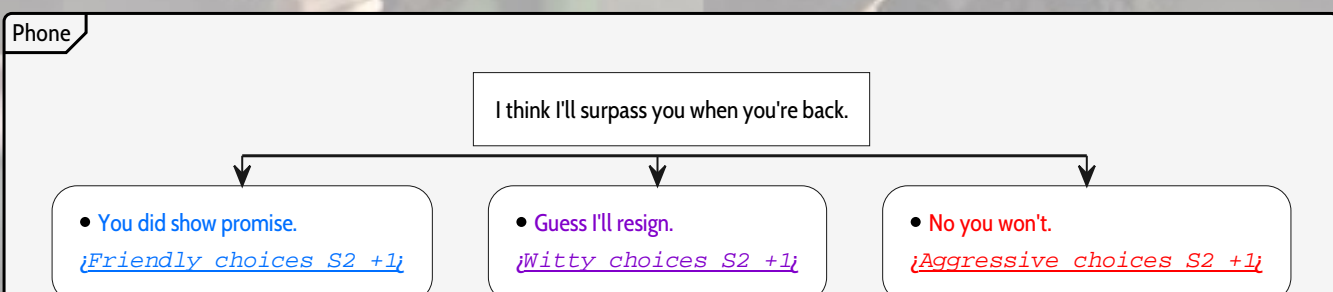 Phone
I think I'll surpass you when you're back.
• You did show promise.
¿Friendly choices S2 +1¿
• Guess I'll resign.
¿Witty choices S2 +1¿
• No you won't.
¿Aggressive choices S2 +1¿